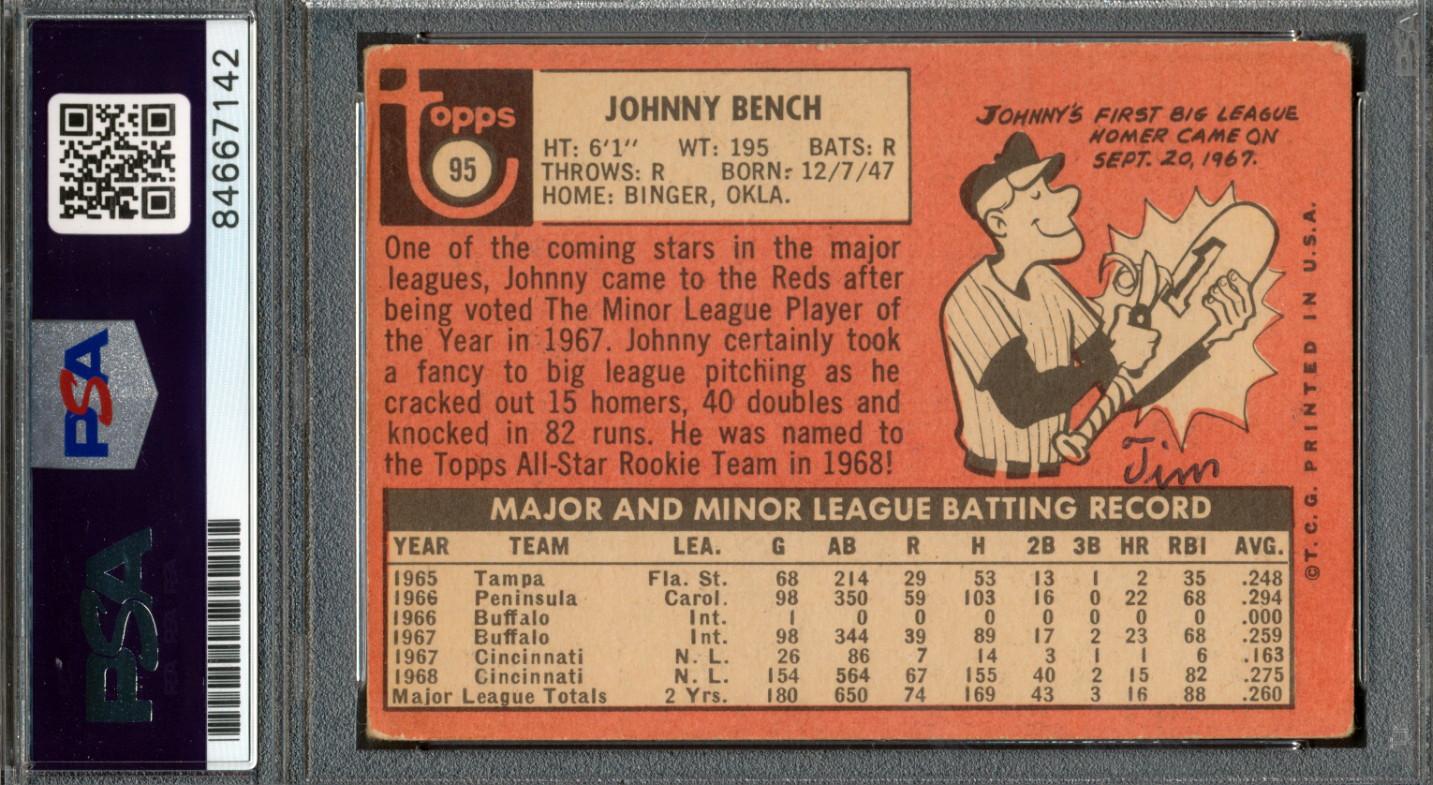 84667142
PSA
PSA
topps
95
JOHNNY BENCH
HT: 6'1" WT: 195 BATS: R
THROWS: R BORN: 12/7/47
HOME: BINGER, OKLA.
JOHNNY'S FIRST BIG LEAGUE
HOMER CAME ON
SEPT. 20, 1967.
1
One of the coming stars in the major
leagues, Johnny came to the Reds after
being voted The Minor League Player of
the Year in 1967. Johnny certainly took
a fancy to big league pitching as he
cracked out 15 homers, 40 doubles and
knocked in 82 runs. He was named to
the Topps All-Star Rookie Team in 1968!
Jim
MAJOR AND MINOR LEAGUE BATTING RECORD
YEAR TEAM LEA. G AB R H 2B 3B HR RBI AVG.
1965 Tampa Fla. St. 68 214 29 53 13 1 2 35 .248
1966 Peninsula Carol. 98 350 59 103 16 0 22 68 .294
1966 Buffalo Int. 1 0 0 0 0 0 0 0 .000
1967 Buffalo Int. 98 344 39 89 17 2 23 68 .259
1967 Cincinnati N. L. 26 86 7 14 3 1 1 6 .163
1968 Cincinnati N. L. 154 564 67 155 40 2 15 82 .275
Major League Totals 2 Yrs. 180 650 74 169 43 3 16 88 .260
©T. C. G. PRINTED IN U.S.A.